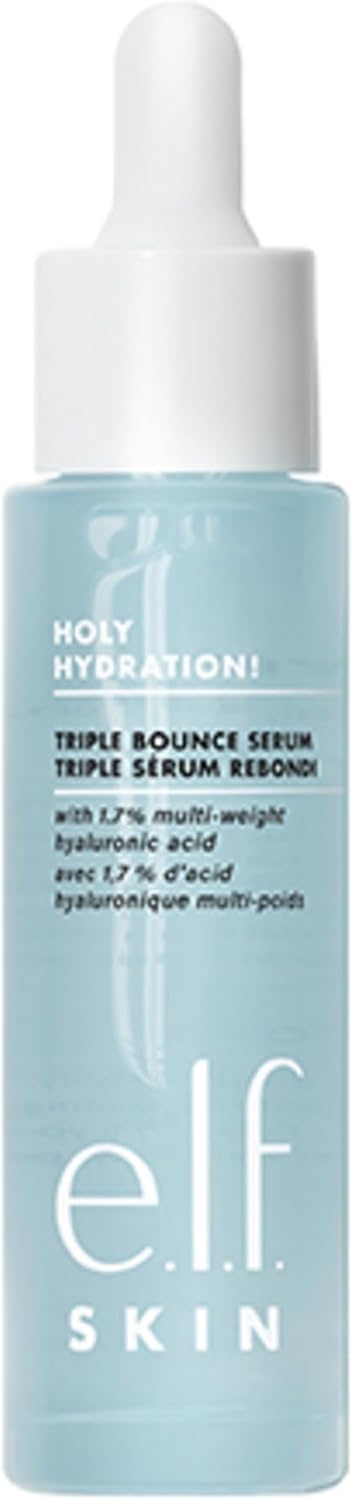 HOLY
HYDRATION!
TRIPLE BOUNCE SERUM
TRIPLE SÉRUM REBONDI
with 1.7% multi-weight
hyaluronic acid
avec 1,7 % d'acid
hyaluronique multi-poids
e.l.f.
SKIN